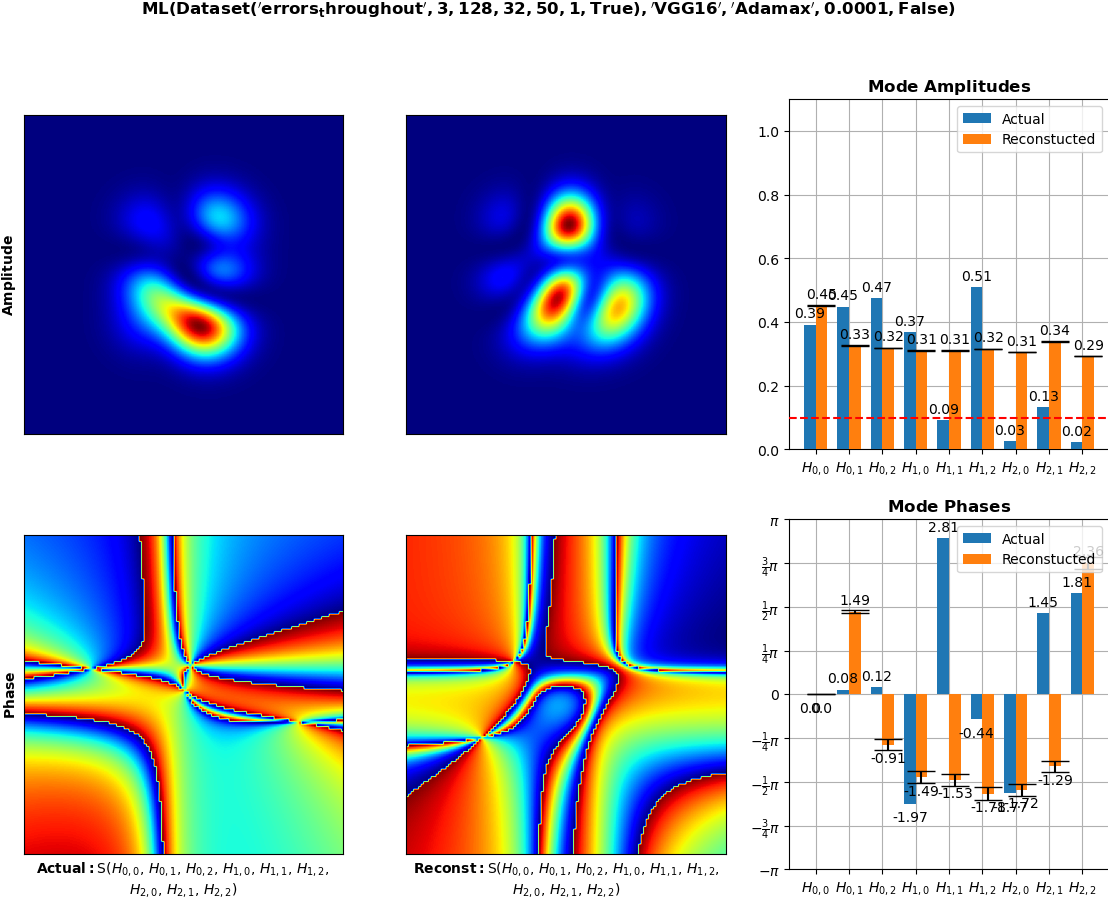 ML(Dataset('errors_throughout', 3, 128, 32, 50, 1, True), 'VGG16', 'Adamax', 0.0001, False)
Mode Amplitudes
Amplitude
Actual
Reconstucted
1.0
0.8
0.6
0.4
0.2
0.0
0.39 0.45 0.47 0.37 0.09 0.51 0.03 0.13 0.02
0.45 0.33 0.32 0.31 0.31 0.32 0.31 0.34 0.29
H0,0 H0,1 H0,2 H1,0 H1,1 H1,2 H2,0 H2,1 H2,2
Mode Phases
Phase
Actual
Reconstucted
π
3/4π
1/2π
1/4π
0
−1/4π
−1/2π
−3/4π
−π
0.0 0.08 0.12 -1.97 2.81 -0.44 -1.77 1.45 1.81
0.0 1.49 -0.91 -1.49 -1.53 -1.78 -1.72 -1.29 2.36
H0,0 H0,1 H0,2 H1,0 H1,1 H1,2 H2,0 H2,1 H2,2
Actual: S(H0,0, H0,1, H0,2, H1,0, H1,1, H1,2,
H2,0, H2,1, H2,2)
Reconst: S(H0,0, H0,1, H0,2, H1,0, H1,1, H1,2,
H2,0, H2,1, H2,2)